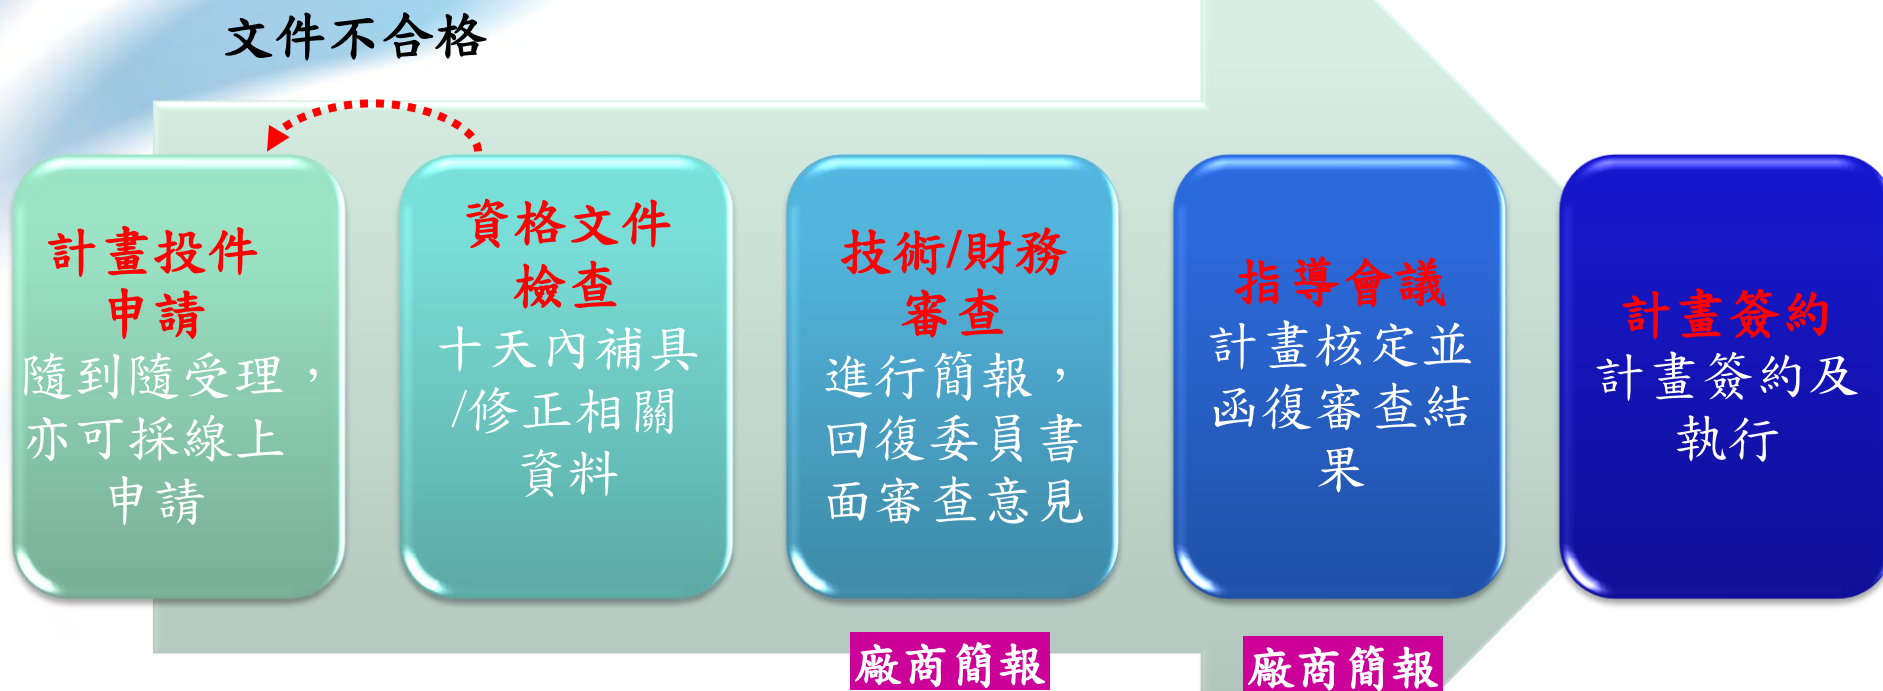 文件不合格
計畫投件
申請
隨到隨受理，
亦可採線上
申請
資格文件
檢查
十天內補具
/修正相關
資料
技術/財務
審查
進行簡報，
回復委員書
面審查意見
指導會議
計畫核定並
函復審查結
果
計畫簽約
計畫簽約及
執行
廠商簡報
廠商簡報